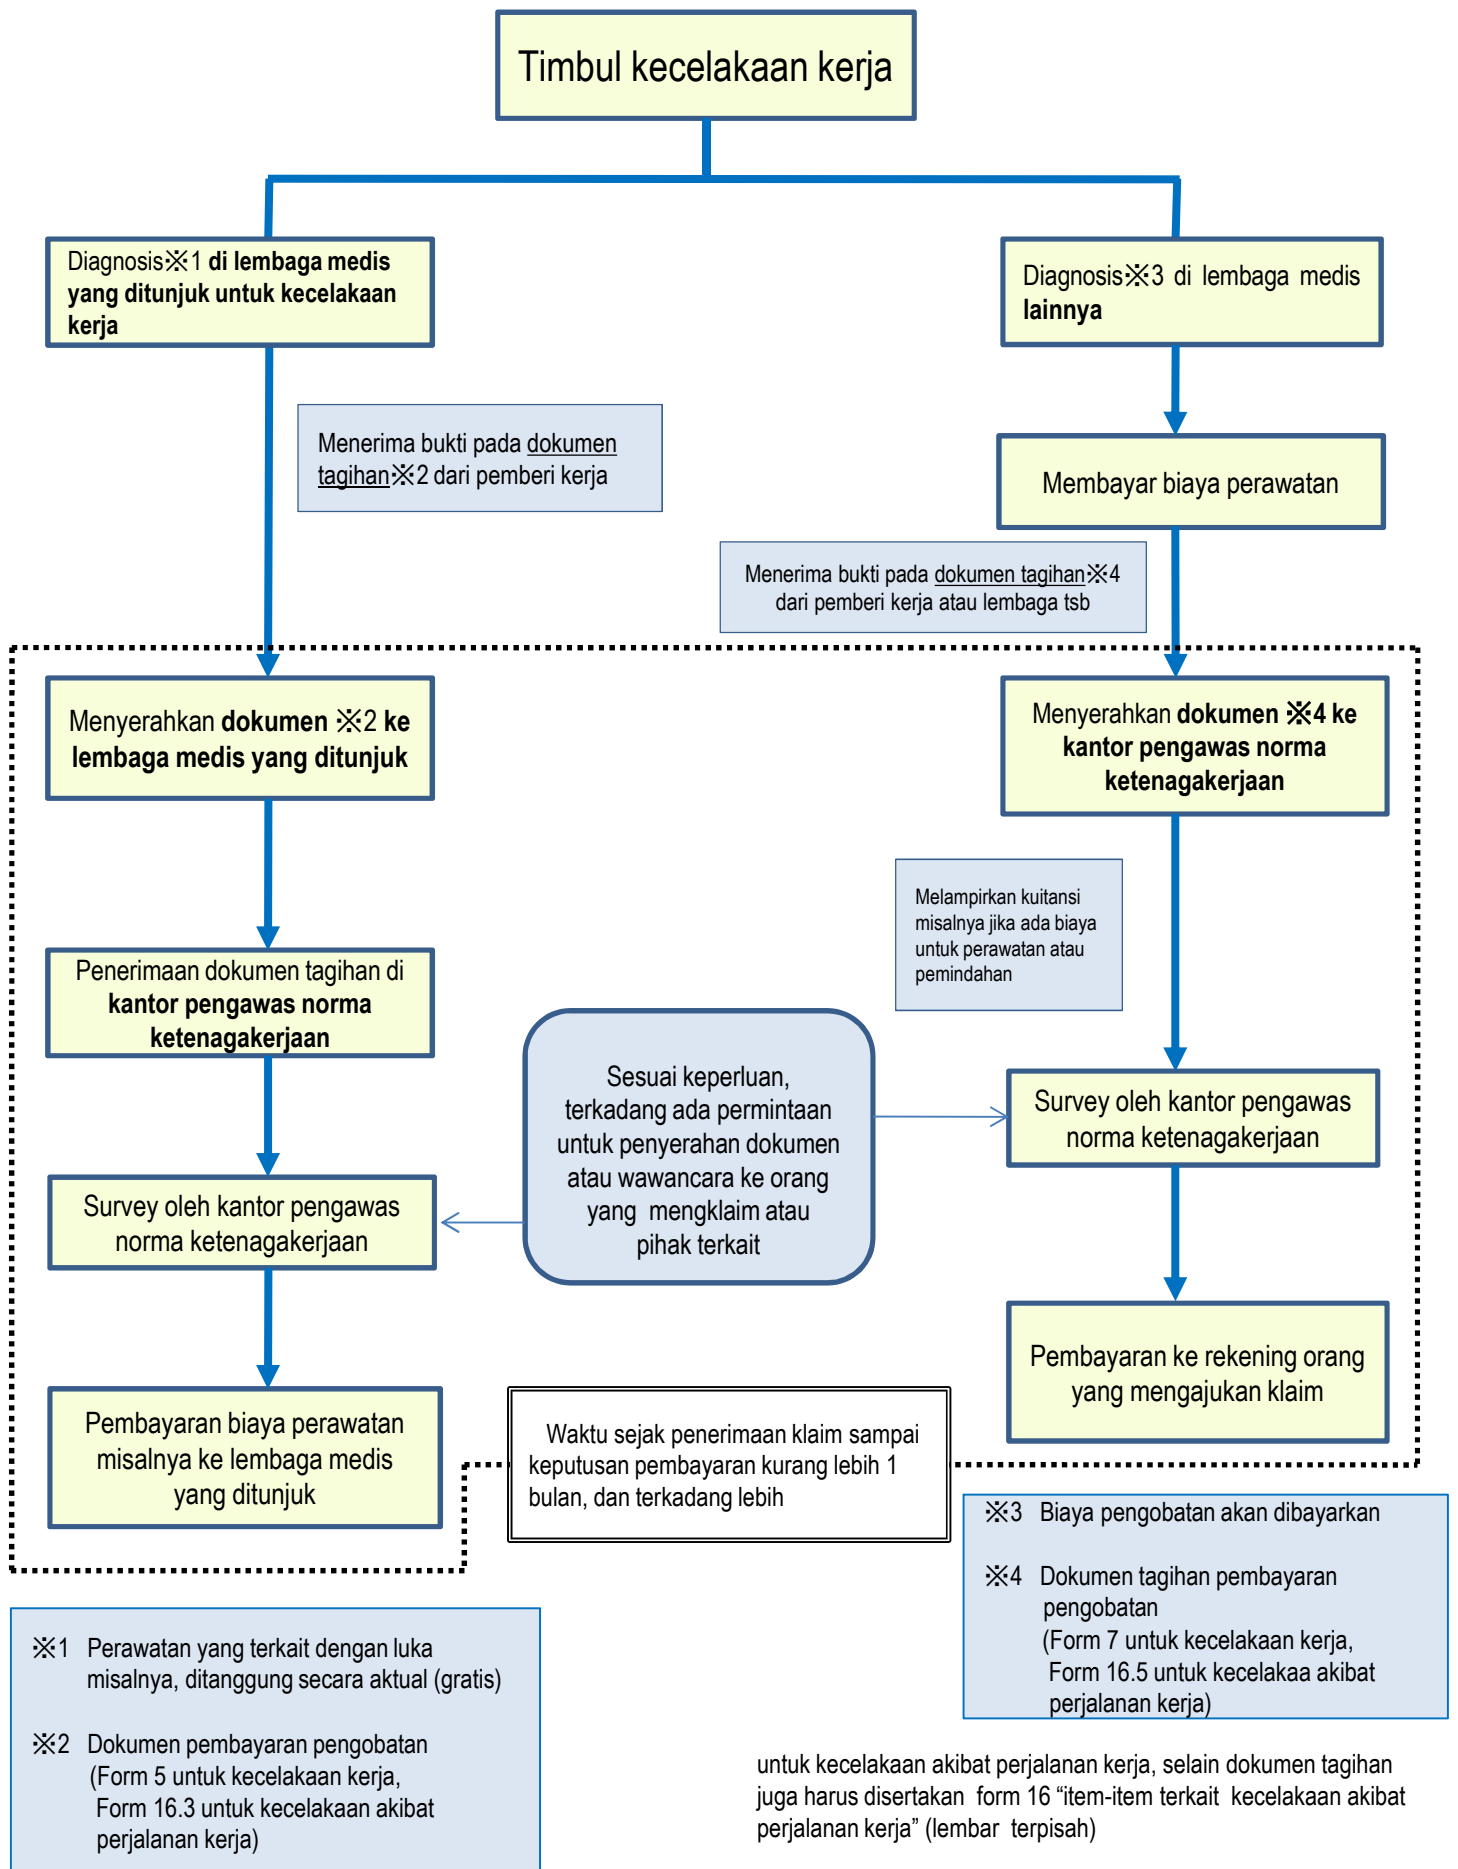 Timbul kecelakaan kerja
Diagnosis※1 di lembaga medis
yang ditunjuk untuk kecelakaan
kerja
Diagnosis※3 di lembaga medis
lainnya
Menerima bukti pada dokumen
tagihan※2 dari pemberi kerja
Membayar biaya perawatan
Menerima bukti pada dokumen tagihan※4
dari pemberi kerja atau lembaga tsb
Menyerahkan dokumen ※2 ke
lembaga medis yang ditunjuk
Menyerahkan dokumen ※4 ke
kantor pengawas norma
ketenagakerjaan
Melampirkan kuitansi
misalnya jika ada biaya
untuk perawatan atau
pemindahan
Penerimaan dokumen tagihan di
kantor pengawas norma
ketenagakerjaan
Sesuai keperluan,
terkadang ada permintaan
untuk penyerahan dokumen
atau wawancara ke orang
yang mengklaim atau
pihak terkait
Survey oleh kantor pengawas
norma ketenagakerjaan
Survey oleh kantor pengawas
norma ketenagakerjaan
Pembayaran ke rekening orang
yang mengajukan klaim
Pembayaran biaya perawatan
misalnya ke lembaga medis
yang ditunjuk
Waktu sejak penerimaan klaim sampai
keputusan pembayaran kurang lebih 1
bulan, dan terkadang lebih
※3 Biaya pengobatan akan dibayarkan
※4 Dokumen tagihan pembayaran
pengobatan
(Form 7 untuk kecelakaan kerja,
Form 16.5 untuk kecelakaa akibat
perjalanan kerja)
※1 Perawatan yang terkait dengan luka
misalnya, ditanggung secara aktual (gratis)
※2 Dokumen pembayaran pengobatan
(Form 5 untuk kecelakaan kerja,
Form 16.3 untuk kecelakaan akibat
perjalanan kerja)
untuk kecelakaan akibat perjalanan kerja, selain dokumen tagihan
juga harus disertakan form 16 “item-item terkait kecelakaan akibat
perjalanan kerja” (lembar terpisah)